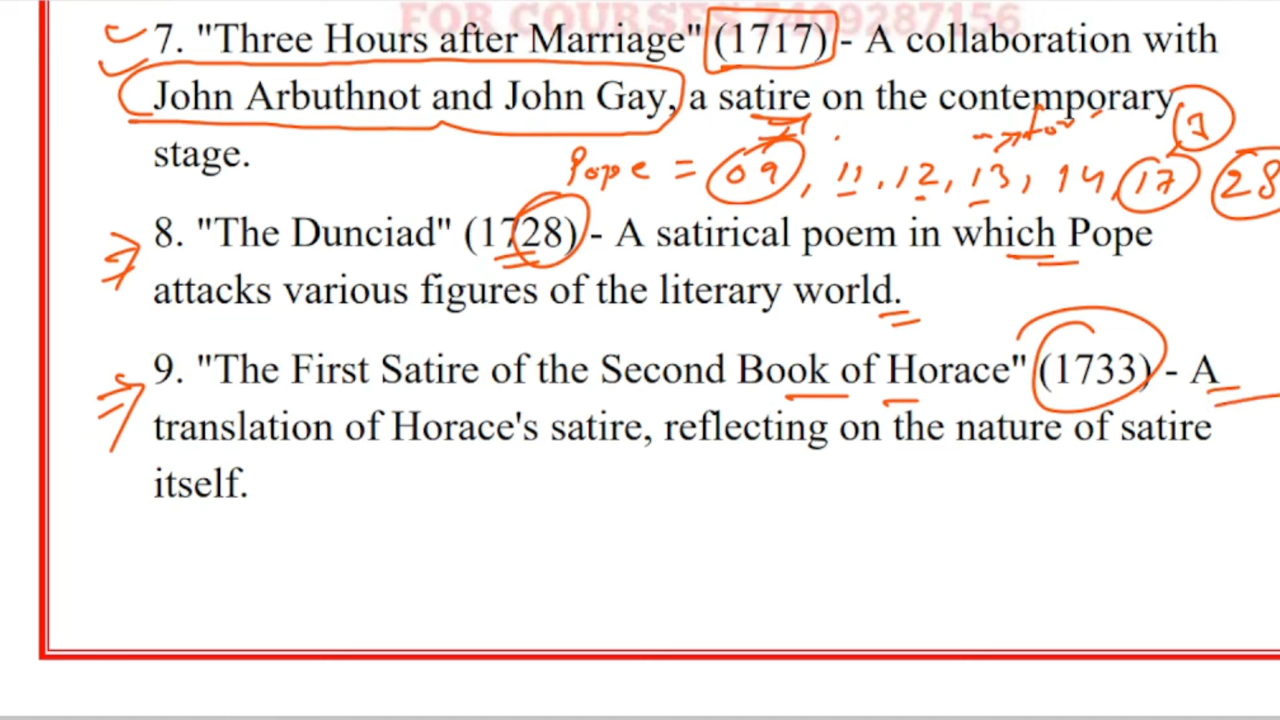 FOR COURSES 7409287156
7. "Three Hours after Marriage" (1717) - A collaboration with
John Arbuthnot and John Gay, a satire on the contemporary
stage.
Pope = 09, 11, 12, 13, 14, 17, 28
8. "The Dunciad" (1728) - A satirical poem in which Pope
attacks various figures of the literary world.
9. "The First Satire of the Second Book of Horace" (1733) - A
translation of Horace's satire, reflecting on the nature of satire
itself.